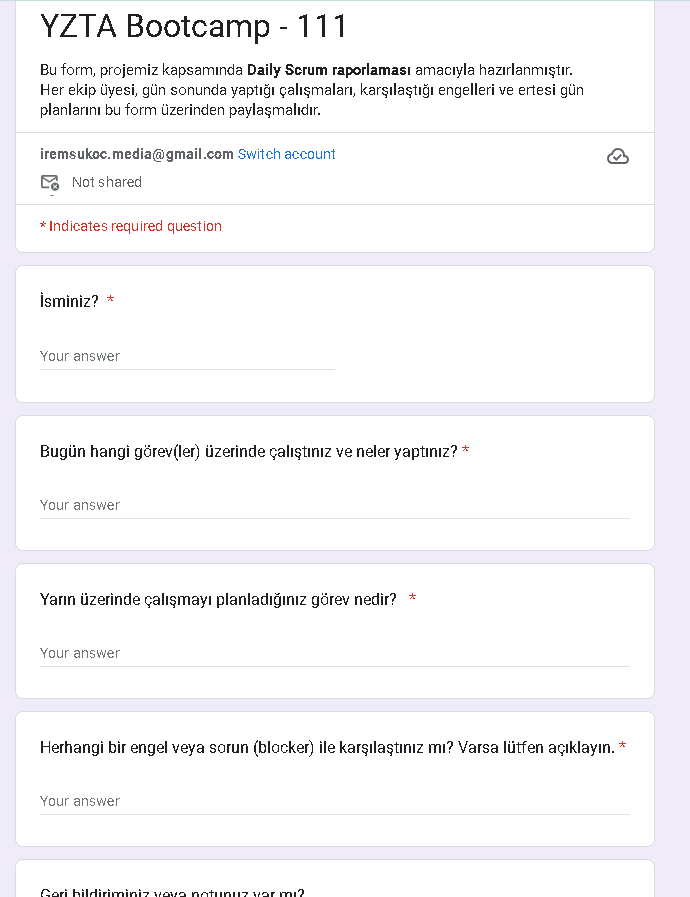 YZTA Bootcamp - 111
Bu form, projemiz kapsamında Daily Scrum raporlaması amacıyla hazırlanmıştır.
Her ekip üyesi, gün sonunda yaptığı çalışmaları, karşılaştığı engelleri ve ertesi gün
planlarını bu form üzerinden paylaşmalıdır.
iremsukoc.media@gmail.com Switch account
Not shared
* Indicates required question
İsminiz? *
Your answer
Bugün hangi görev(ler) üzerinde çalıştınız ve neler yaptınız? *
Your answer
Yarın üzerinde çalışmayı planladığınız görev nedir? *
Your answer
Herhangi bir engel veya sorun (blocker) ile karşılaştınız mı? Varsa lütfen açıklayın. *
Your answer
Geri bildiriminiz veya notunuz var mı?